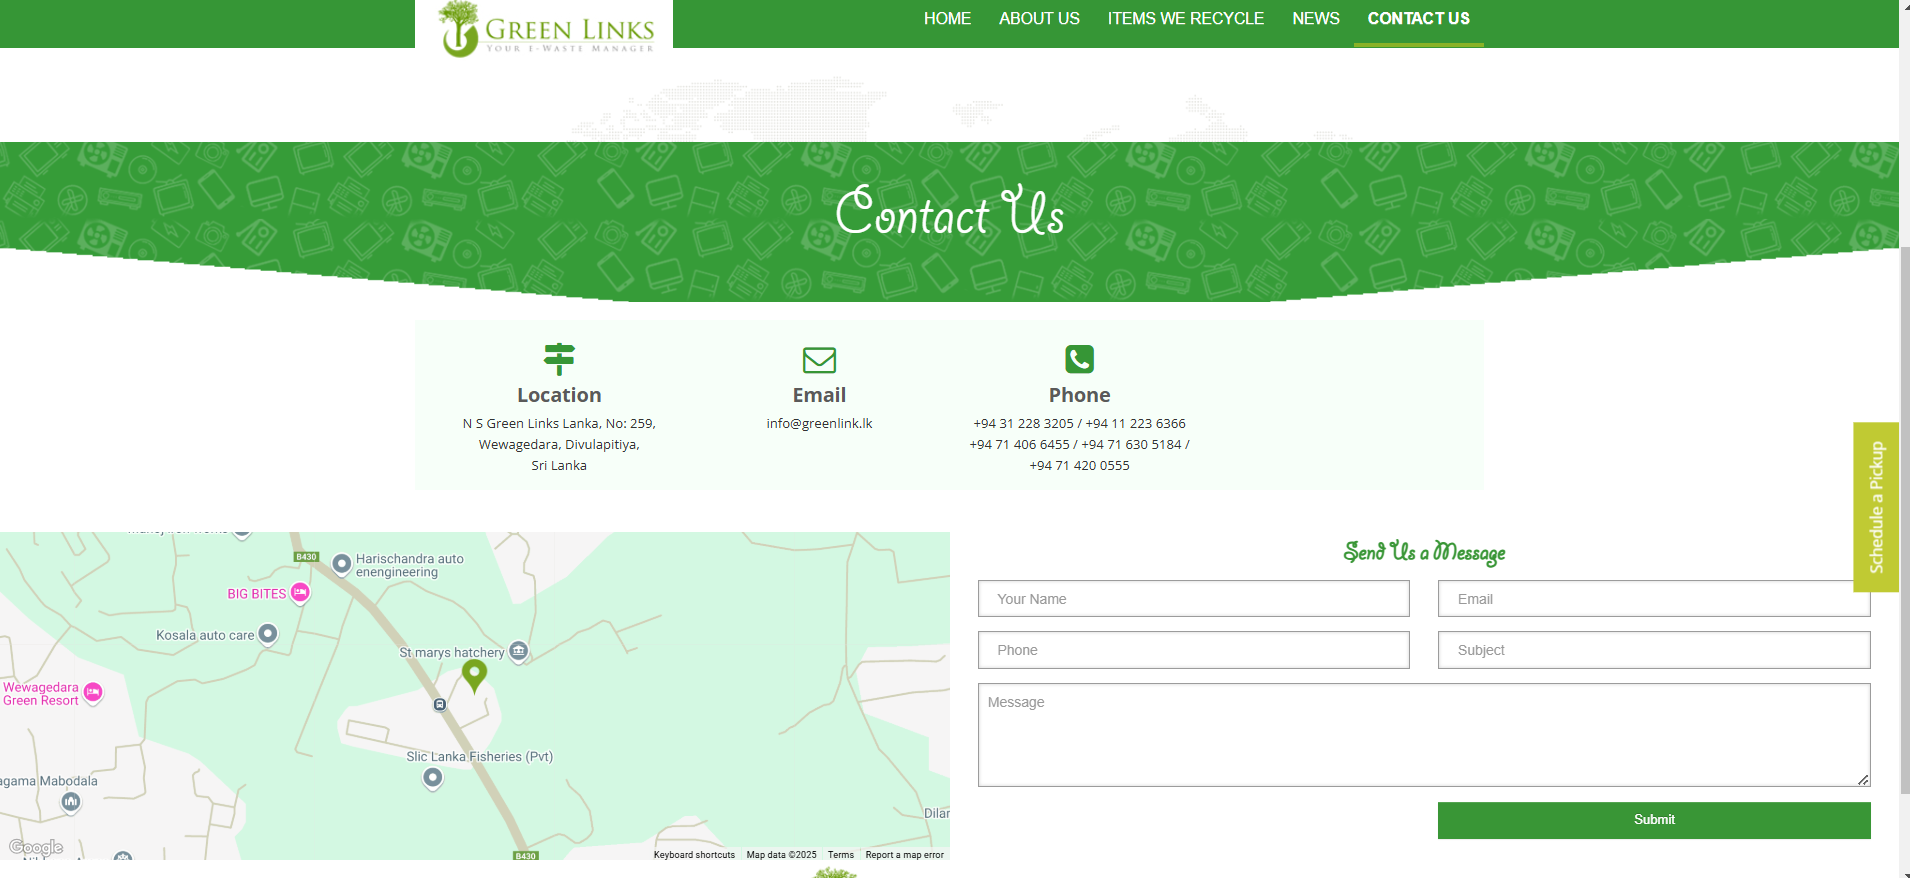 GREEN LINKS
YOUR E-WASTE MANAGER
HOME ABOUT US ITEMS WE RECYCLE NEWS CONTACT US
Contact Us
Location
N S Green Links Lanka, No: 259,
Wewagedara, Divulapitiya,
Sri Lanka
Email
info@greenlink.lk
Phone
+94 31 228 3205 / +94 11 223 6366
+94 71 406 6455 / +94 71 630 5184 /
+94 71 420 0555
Schedule a Pickup
B430
Harischandra auto
enengineering
BIG BITES
Kosala auto care
St marys hatchery
Wewagedara
Green Resort
Slic Lanka Fisheries (Pvt)
agama Mabodala
Dilar
Google
B430
Keyboard shortcuts Map data ©2025 Terms Report a map error
Send Us a Message
Your Name
Email
Phone
Subject
Message
Submit